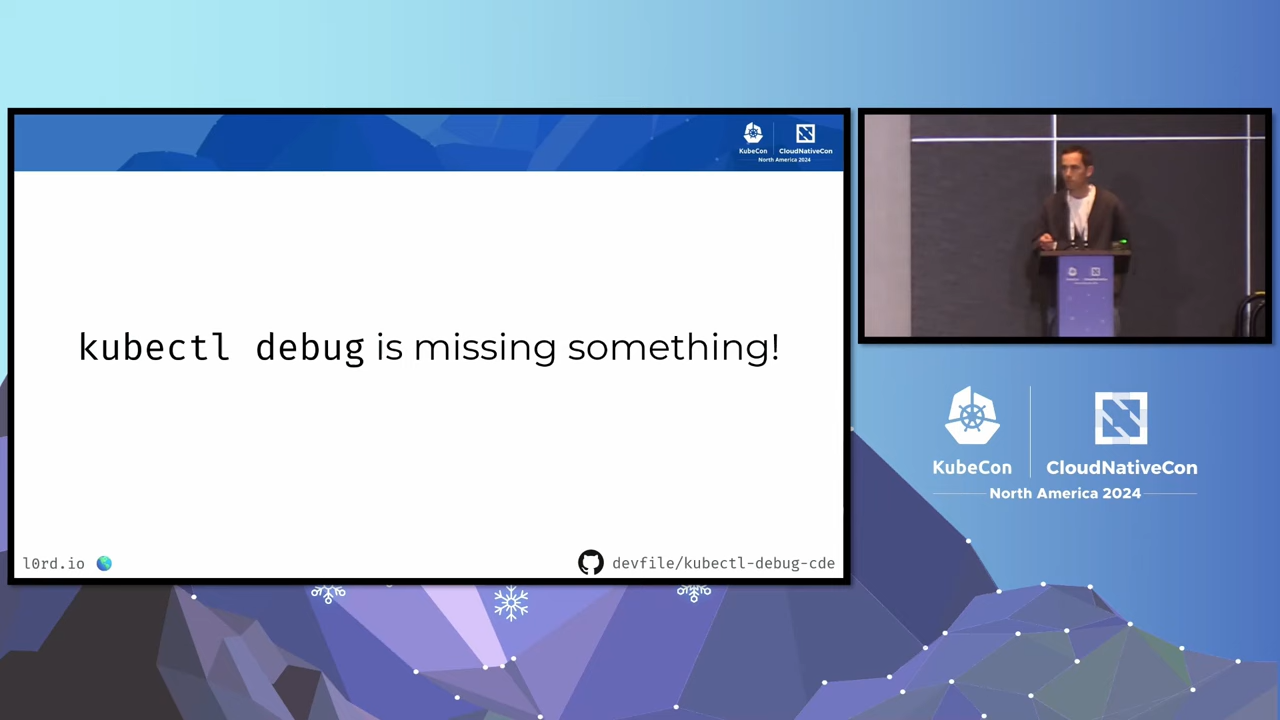 KubeCon
CloudNativeCon
North America 2024
kubectl debug is missing something!
l0rd.io
devfile/kubectl-debug-cde
KubeCon
CloudNativeCon
North America 2024